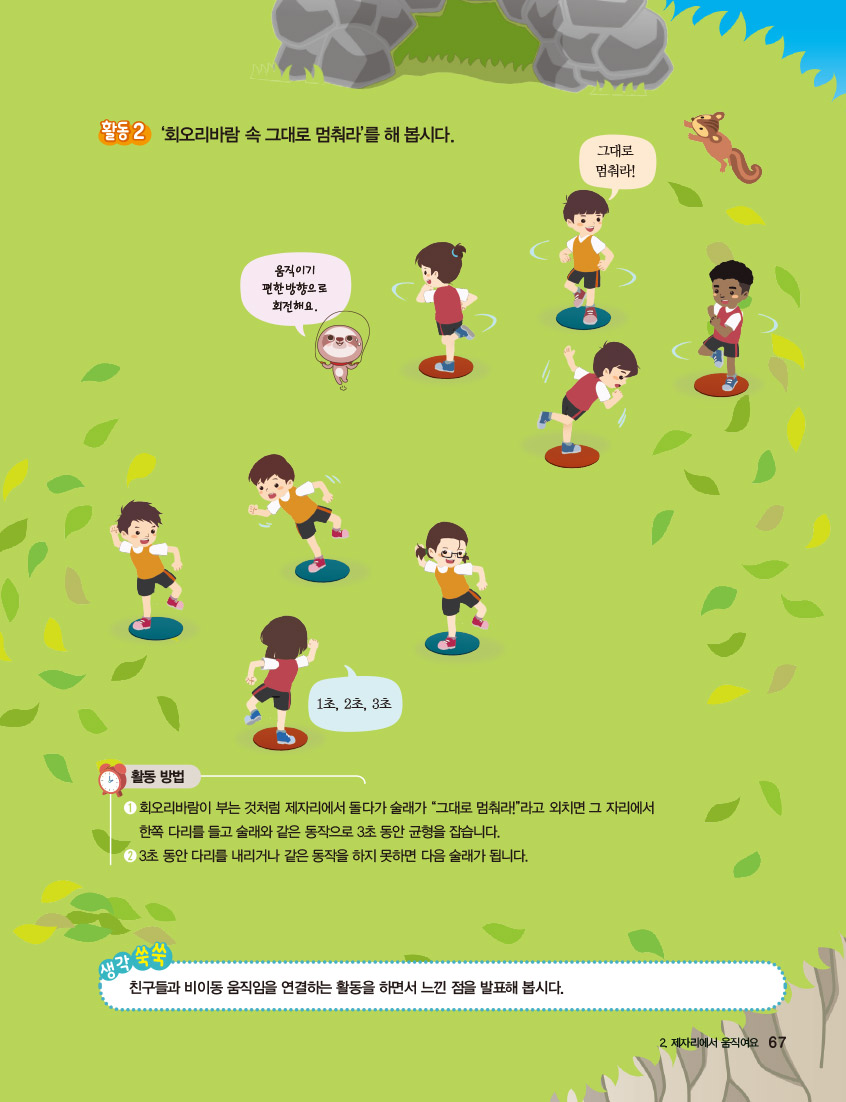 활동 2 '회오리바람 속 그대로 멈춰라'를 해 봅시다.
그대로
멈춰라!
움직이기
편한 방향으로
회전해요.
1초, 2초, 3초
활동 방법
1 회오리바람이 부는 것처럼 제자리에서 돌다가 술래가 “그대로 멈춰라!”라고 외치면 그 자리에서
한쪽 다리를 들고 술래와 같은 동작으로 3초 동안 균형을 잡습니다.
2 3초 동안 다리를 내리거나 같은 동작을 하지 못하면 다음 술래가 됩니다.
생각 쑥쑥
친구들과 비이동 움직임을 연결하는 활동을 하면서 느낀 점을 발표해 봅시다.
2. 제자리에서 움직여요 67